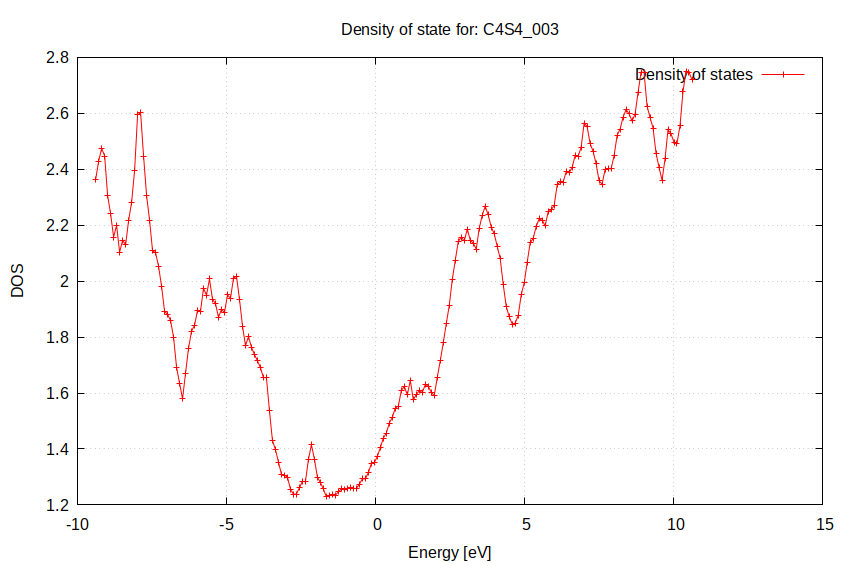 Density of state for: C4S4_003
2.8
Density of states
2.6
2.4
2.2
2
1.8
1.6
1.4
1.2
DOS
-10 -5 0 5 10 15
Energy [eV]